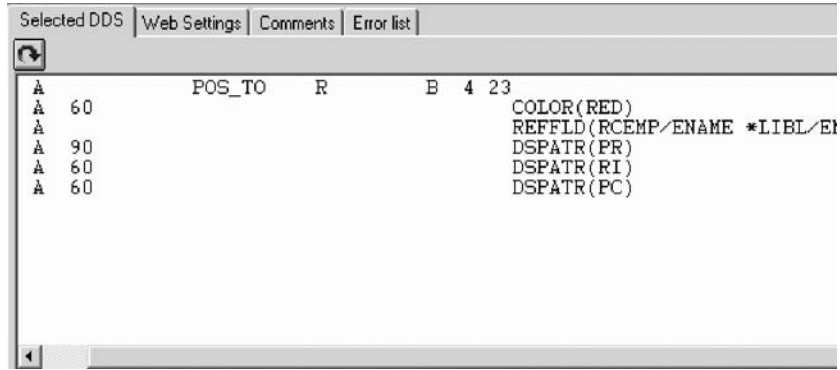 Selected DDS Web Settings Comments Error list
A POS_TO R B 4 23
A 60 COLOR(RED)
A REFFLD(RCEMP/ENAME *LIBL/EM
A 90 DSPATR(PR)
A 60 DSPATR(RI)
A 60 DSPATR(PC)